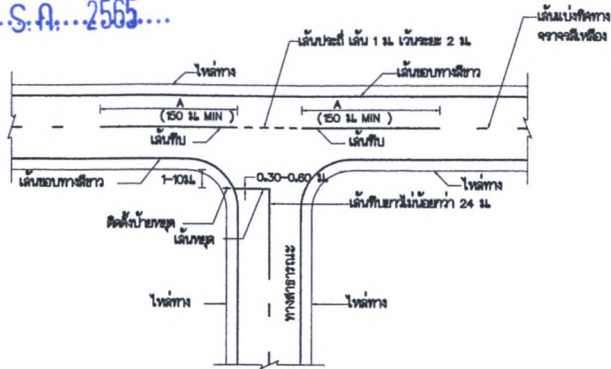 ธ.ค. 2565
เส้นแบ่งทิศทาง
จราจรสีเหลือง
เส้นประถี่ เส้น 1 ม. เว้นระยะ 2 ม.
ไหล่ทาง
เส้นขอบทางสีขาว
A
(150 ม. MIN )
A
(150 ม. MIN )
เส้นทึบ
เส้นทึบ
เส้นขอบทางสีขาว
1-10ม.
0.30-0.60 ม.
ไหล่ทาง
เส้นทึบยาวไม่น้อยกว่า 24 ม.
ติดตั้งป้ายหยุด
เส้นหยุด
ทางสาธารณะ
ไหล่ทาง
ไหล่ทาง